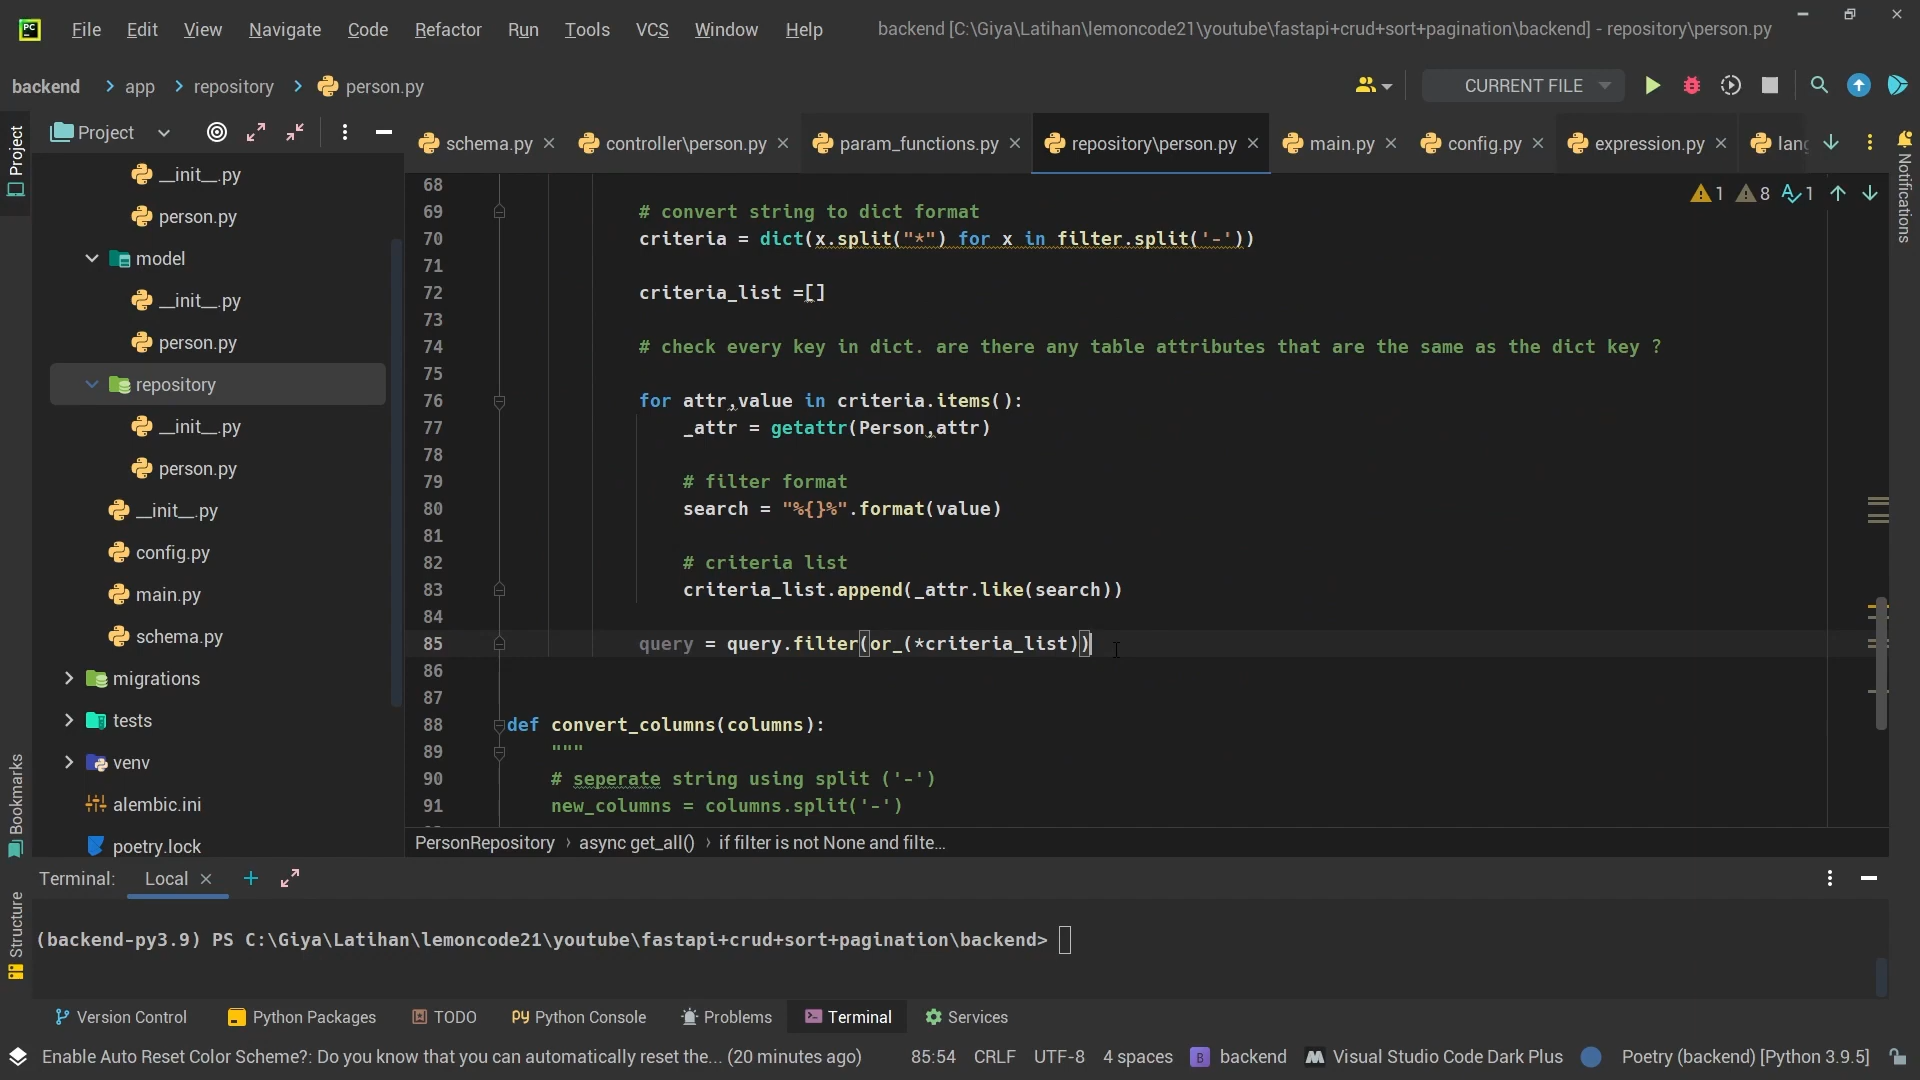 PC
File Edit View Navigate Code Refactor Run Tools VCS Window Help
backend [C:\Giya\Latihan\lemoncode21\youtube\fastapi+crud+sort+pagination\backend] - repository\person.py
backend app repository person.py
CURRENT FILE
Project
Project
schema.py controller\person.py param_functions.py repository\person.py main.py config.py expression.py lang
Notifications
1 8 1
__init__.py
person.py
model
__init__.py
person.py
repository
__init__.py
person.py
__init__.py
config.py
main.py
schema.py
migrations
tests
venv
alembic.ini
poetry.lock
68
69 # convert string to dict format
70 criteria = dict(x.split("*") for x in filter.split('-'))
71
72 criteria_list =[]
73
74 # check every key in dict. are there any table attributes that are the same as the dict key ?
75
76 for attr,value in criteria.items():
77 _attr = getattr(Person,attr)
78
79 # filter format
80 search = "%{}%".format(value)
81
82 # criteria list
83 criteria_list.append(_attr.like(search))
84
85 query = query.filter(or_(*criteria_list))
86
87
88 def convert_columns(columns):
89 """
90 # seperate string using split ('-')
91 new_columns = columns.split('-')
PersonRepository › async get_all() › if filter is not None and filte...
Bookmarks
Structure
Terminal: Local
(backend-py3.9) PS C:\Giya\Latihan\lemoncode21\youtube\fastapi+crud+sort+pagination\backend>
Version Control Python Packages TODO Python Console Problems Terminal Services
Enable Auto Reset Color Scheme?: Do you know that you can automatically reset the... (20 minutes ago) 85:54 CRLF UTF-8 4 spaces B backend M Visual Studio Code Dark Plus Poetry (backend) [Python 3.9.5]